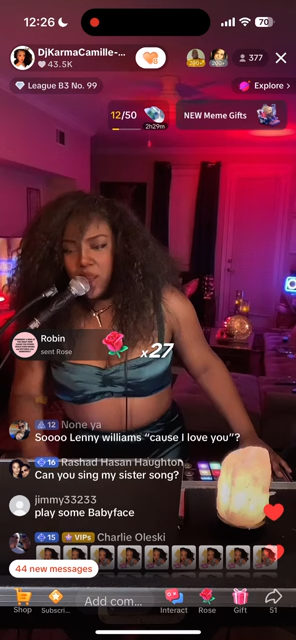 12:26
70
DjKarmaCamille-...
43.5K
377
League B3 No. 99
Explore >
12/50
2h29m
NEW Meme Gifts
Robin
sent Rose
x27
12 None ya
Soooo Lenny williams “cause I love you”?
16 Rashad Hasan Haughton
Can you sing my sister song?
jimmy33233
play some Babyface
15 VIPs Charlie Oleski
44 new messages
Shop
Subscri...
Add com...
Interact
Rose
Gift
51